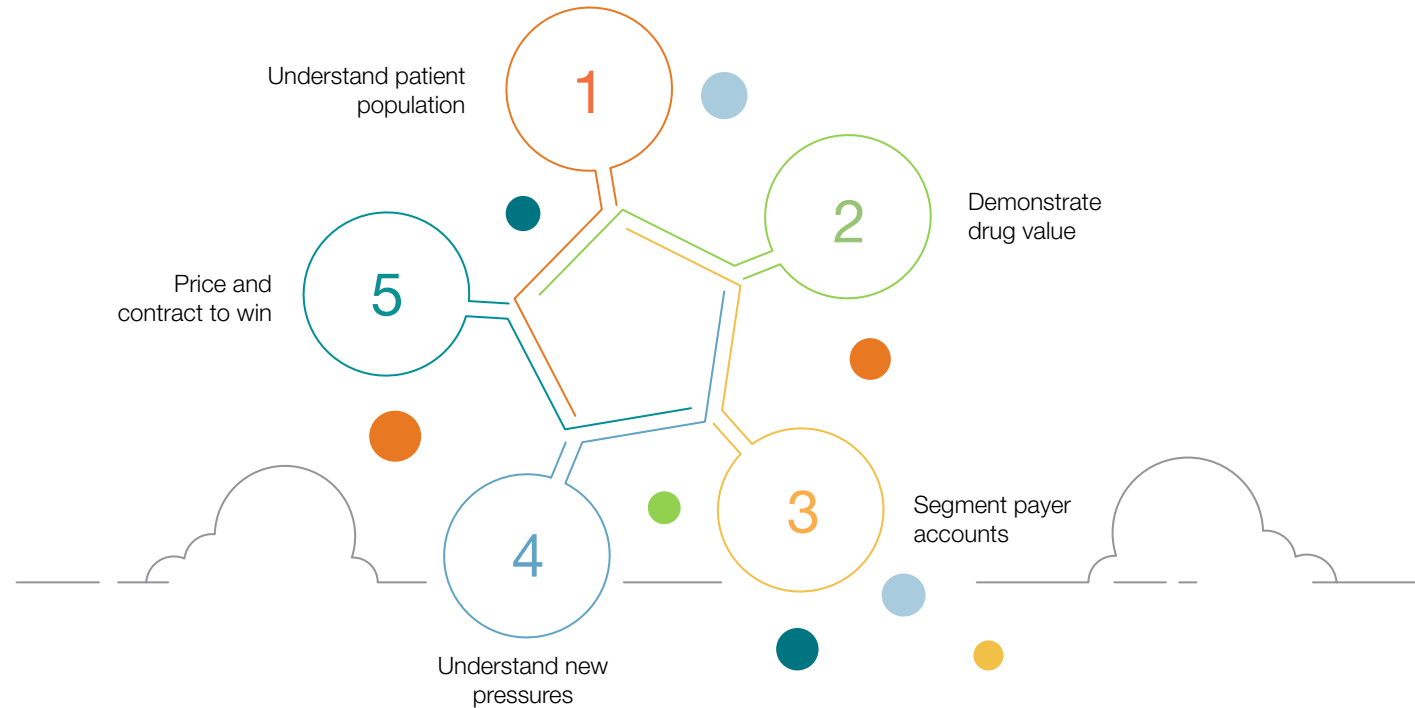 1
Understand patient
population
2
Demonstrate
drug value
3
Segment payer
accounts
4
Understand new
pressures
5
Price and
contract to win